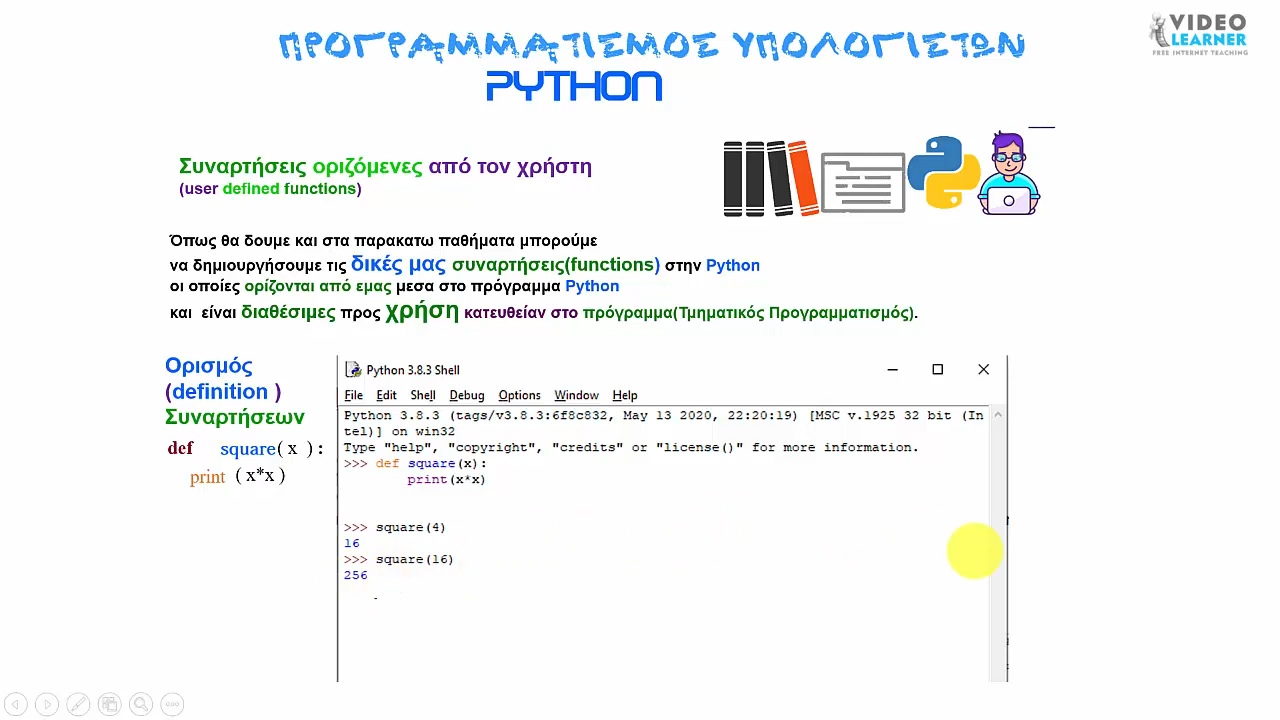 ΠΡΟΓΡΑΜΜΑΤΙΣΜΟΣ ΥΠΟΛΟΓΙΣΤΩΝ
PYTHON
VIDEO
LEARNER
FREE INTERNET TEACHING
Συναρτήσεις οριζόμενες από τον χρήστη
(user defined functions)
Όπως θα δουμε και στα παρακατω παθήματα μπορούμε
να δημιουργήσουμε τις δικές μας συναρτήσεις(functions) στην Python
οι οποίες ορίζονται από εμας μεσα στο πρόγραμμα Python
και είναι διαθέσιμες προς χρήση κατευθείαν στο πρόγραμμα(Τμηματικός Προγραμματισμός).
Ορισμός
(definition )
Συναρτήσεων
def square( x ) :
print ( x*x )
Python 3.8.3 Shell
File Edit Shell Debug Options Window Help
Python 3.8.3 (tags/v3.8.3:6f8c832, May 13 2020, 22:20:19) [MSC v.1925 32 bit (In
tel)] on win32
Type "help", "copyright", "credits" or "license()" for more information.
>>> def square(x):
print(x*x)
>>> square(4)
16
>>> square(16)
256